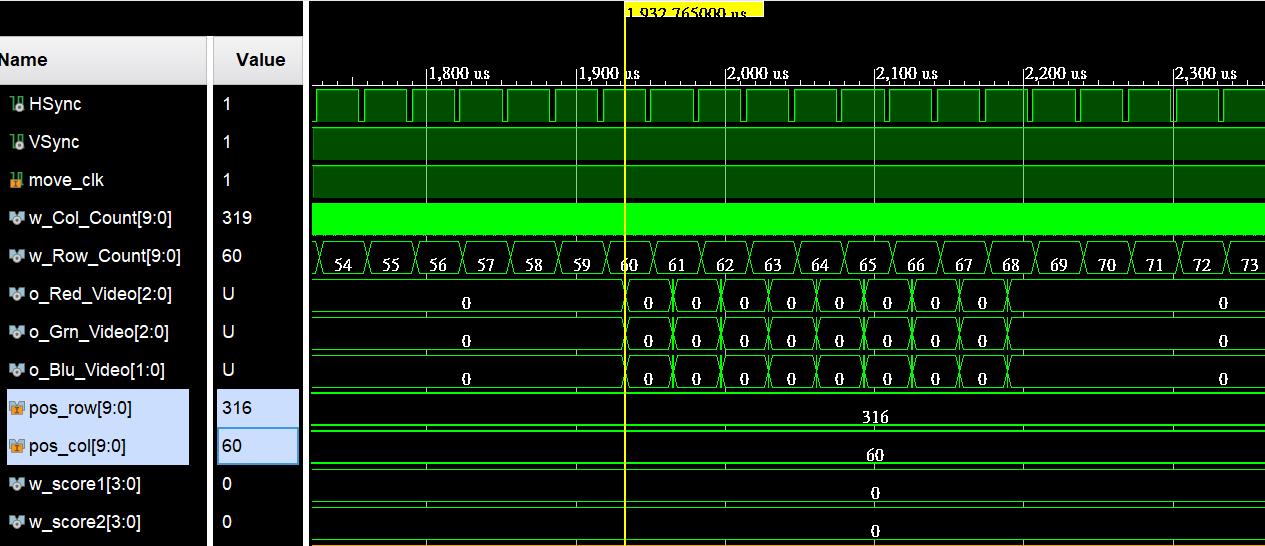 1,932.765000 us
Name Value
1,800 us 1,900 us 2,000 us 2,100 us 2,200 us 2,300 us
HSync 1
VSync 1
move_clk 1
w_Col_Count[9:0] 319
w_Row_Count[9:0] 60 54 55 56 57 58 59 60 61 62 63 64 65 66 67 68 69 70 71 72 73
o_Red_Video[2:0] U 0 0 0 0 0 0 0 0 0 0
o_Grn_Video[2:0] U 0 0 0 0 0 0 0 0 0 0
o_Blu_Video[1:0] U 0 0 0 0 0 0 0 0 0 0
pos_row[9:0] 316 316
pos_col[9:0] 60 60
w_score1[3:0] 0 0
w_score2[3:0] 0 0